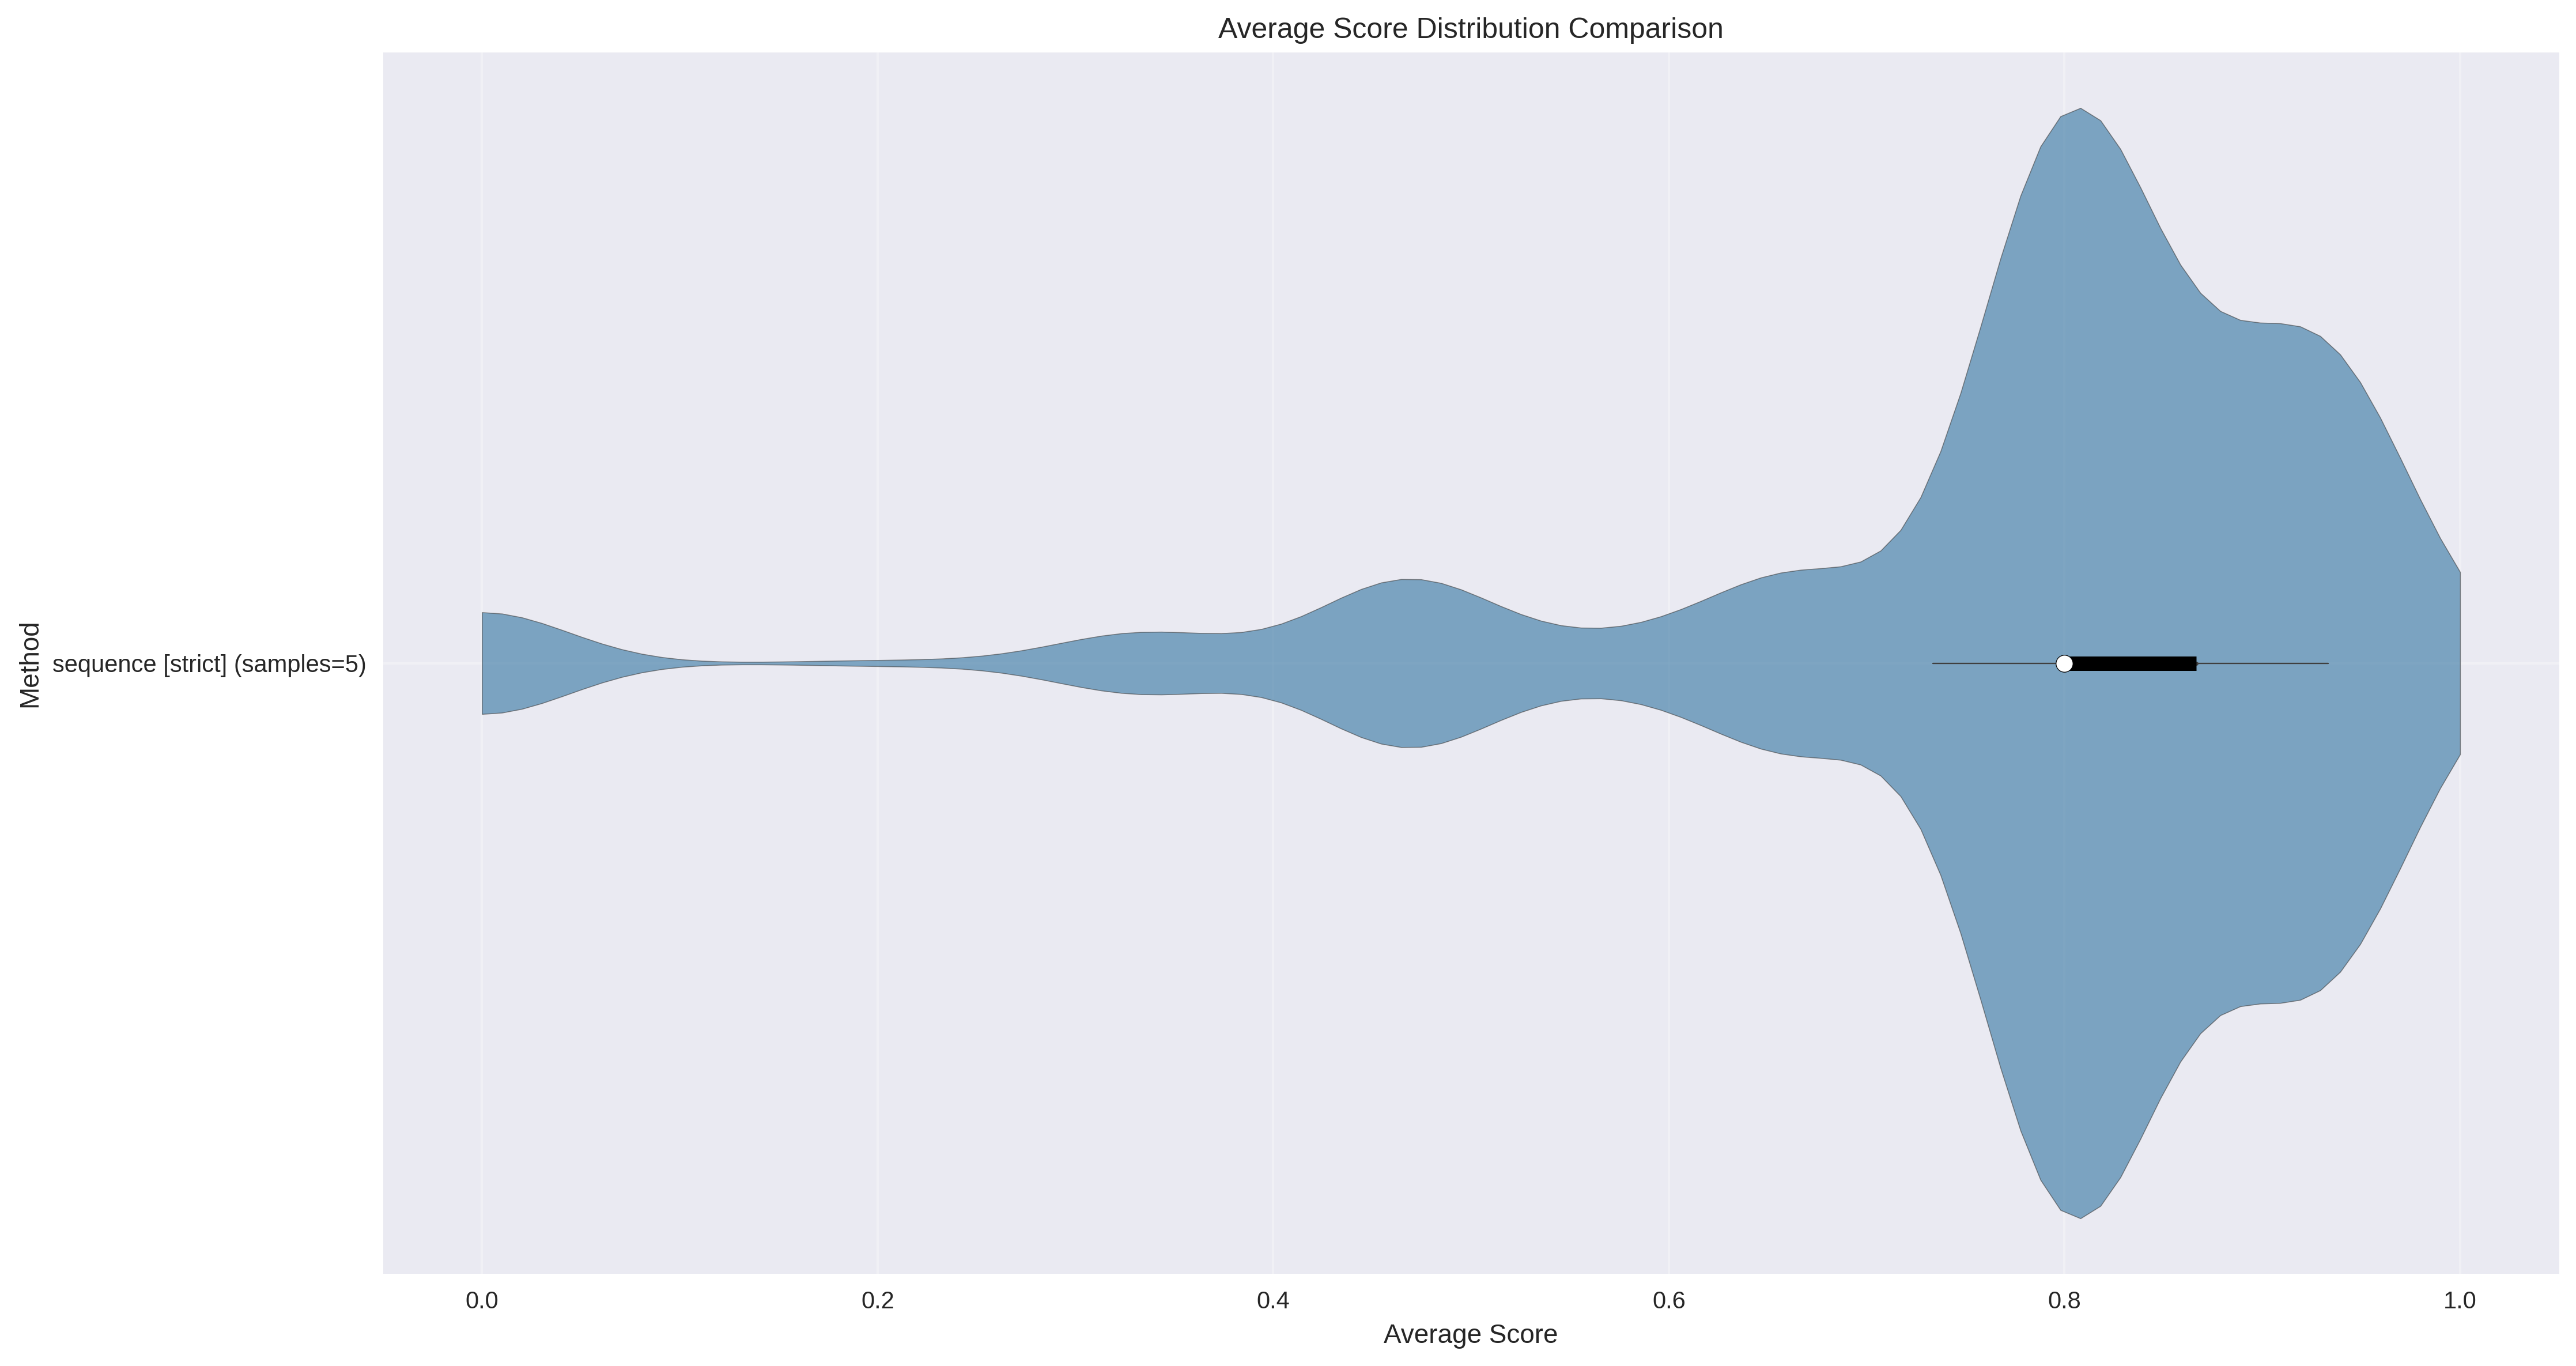 Average Score Distribution Comparison
Method
sequence [strict] (samples=5)
0.0 0.2 0.4 0.6 0.8 1.0
Average Score